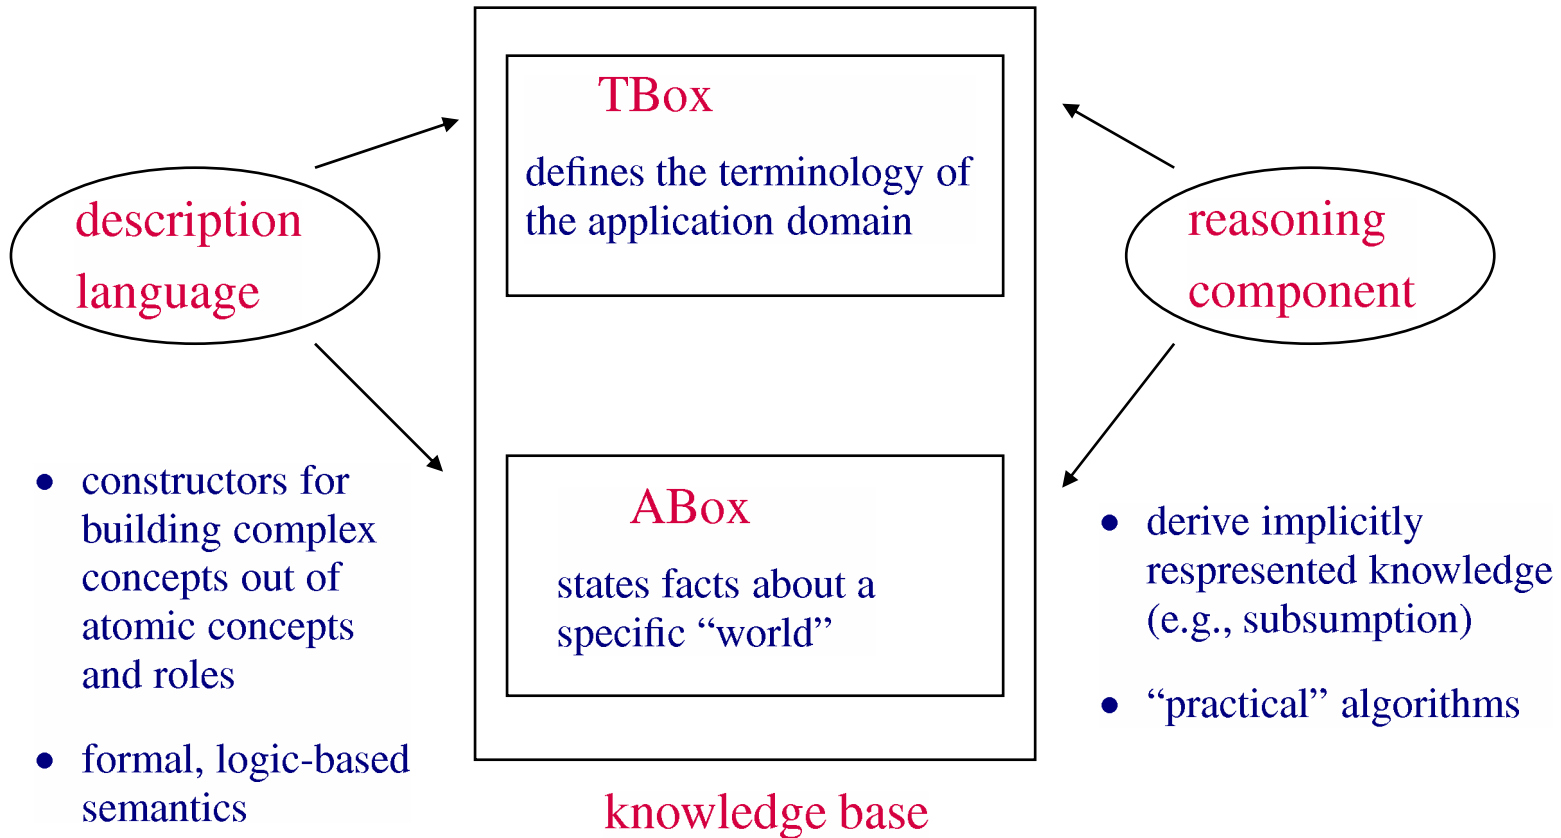 TBox
defines the terminology of
the application domain
description
language
reasoning
component
ABox
states facts about a
specific “world”
• constructors for
building complex
concepts out of
atomic concepts
and roles
• formal, logic-based
semantics
• derive implicitly
respresented knowledge
(e.g., subsumption)
• “practical” algorithms
knowledge base